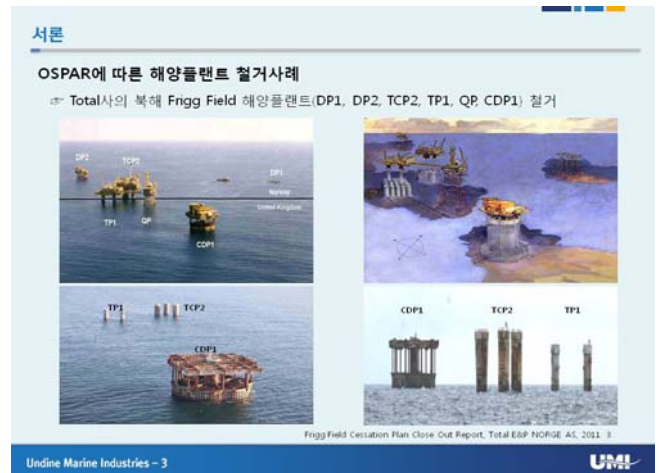 서론
OSPAR에 따른 해양플랜트 철거사례
☞ Total사의 북해 Frigg Field 해양플랜트(DP1, DP2, TCP2, TP1, QP, CDP1) 철거
DP2
TCP2
DP1
Norway
United Kingdom
TP1
QP
CDP1
TP1
TCP2
CDP1
CDP1
TCP2
TP1
Frigg Field Cessation Plan Close Out Report, Total E&P NORGE AS, 2011. 3.
Undine Marine Industries – 3
UMI